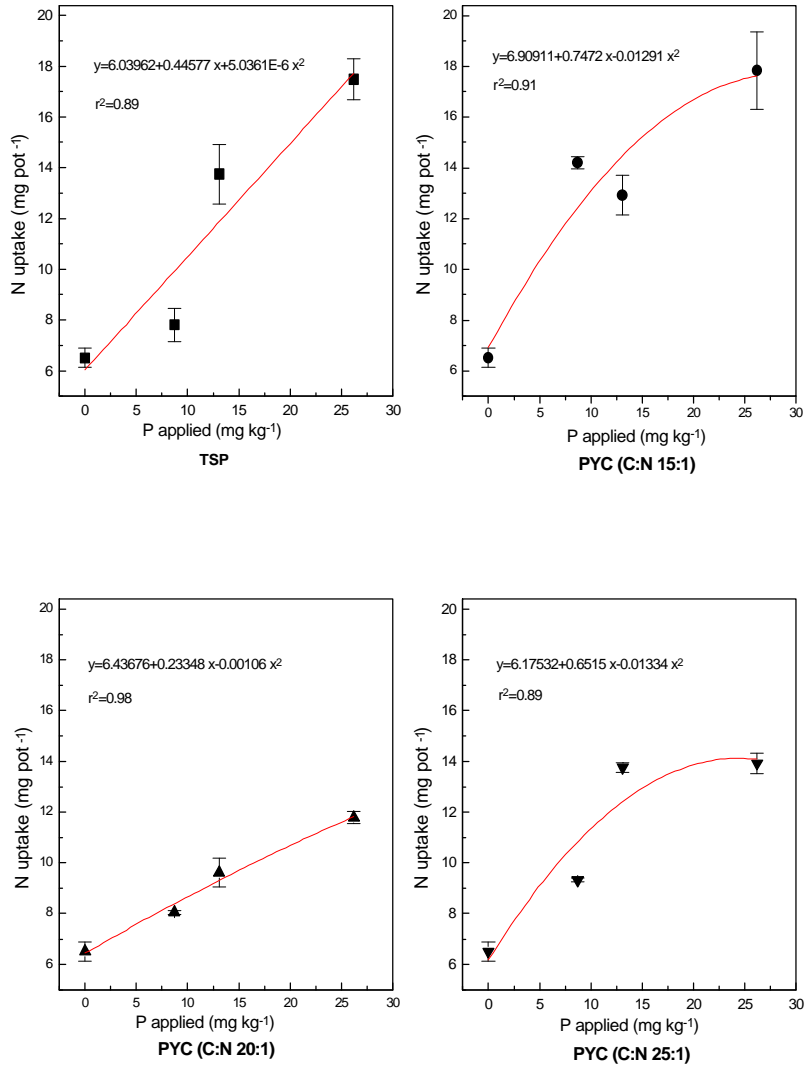 20
18
16
14
12
10
8
6
N uptake (mg pot⁻¹)
y=6.03962+0.44577 x+5.0361E-6 x²
r²=0.89
0 5 10 15 20 25 30
P applied (mg kg⁻¹)
TSP
20
18
16
14
12
10
8
6
N uptake (mg pot⁻¹)
y=6.90911+0.7472 x-0.01291 x²
r²=0.91
0 5 10 15 20 25 30
P applied (mg kg⁻¹)
PYC (C:N 15:1)
20
18
16
14
12
10
8
6
N uptake (mg pot⁻¹)
y=6.43676+0.23348 x-0.00106 x²
r²=0.98
0 5 10 15 20 25 30
P applied (mg kg⁻¹)
PYC (C:N 20:1)
20
18
16
14
12
10
8
6
N uptake (mg pot⁻¹)
y=6.17532+0.6515 x-0.01334 x²
r²=0.89
0 5 10 15 20 25 30
P applied (mg kg⁻¹)
PYC (C:N 25:1)